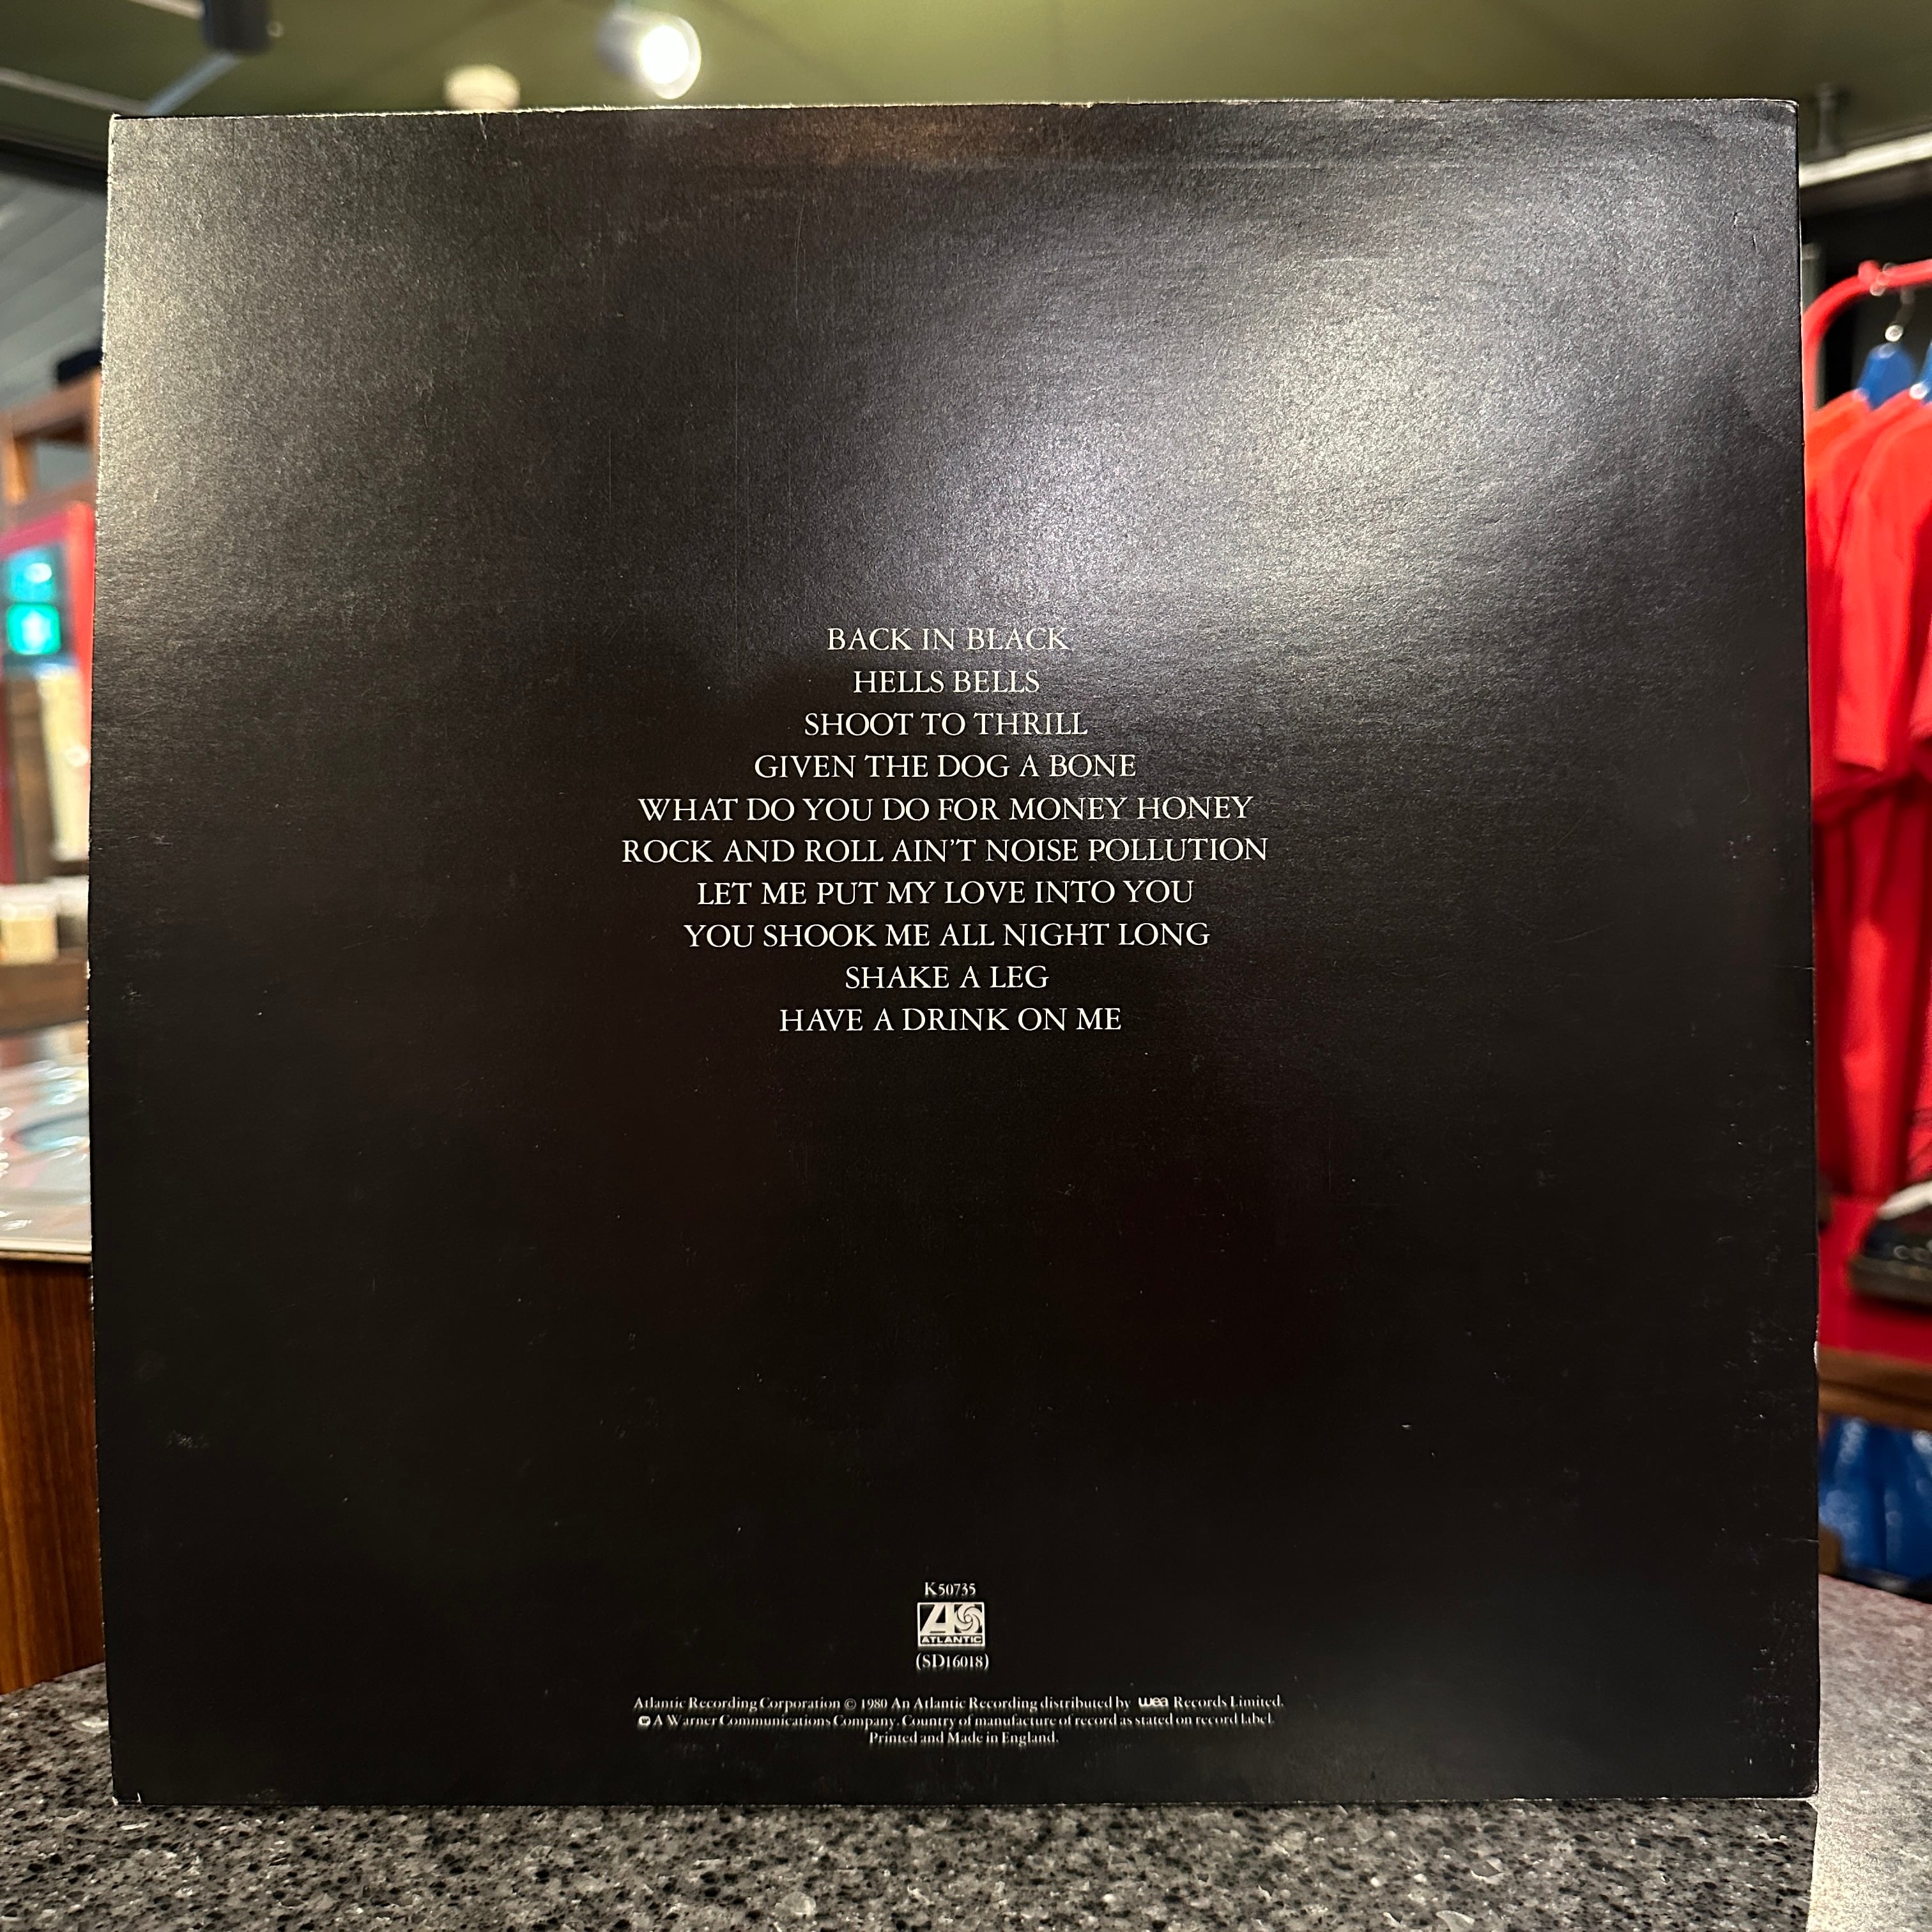 BACK IN BLACK
HELLS BELLS
SHOOT TO THRILL
GIVEN THE DOG A BONE
WHAT DO YOU DO FOR MONEY HONEY
ROCK AND ROLL AIN'T NOISE POLLUTION
LET ME PUT MY LOVE INTO YOU
YOU SHOOK ME ALL NIGHT LONG
SHAKE A LEG
HAVE A DRINK ON ME
K50735
ATLANTIC
(SD16018)
Atlantic Recording Corporation © 1980 An Atlantic Recording distributed by wea Records Limited.
A Warner Communications Company. Country of manufacture of record as stated on record label.
Printed and Made in England.